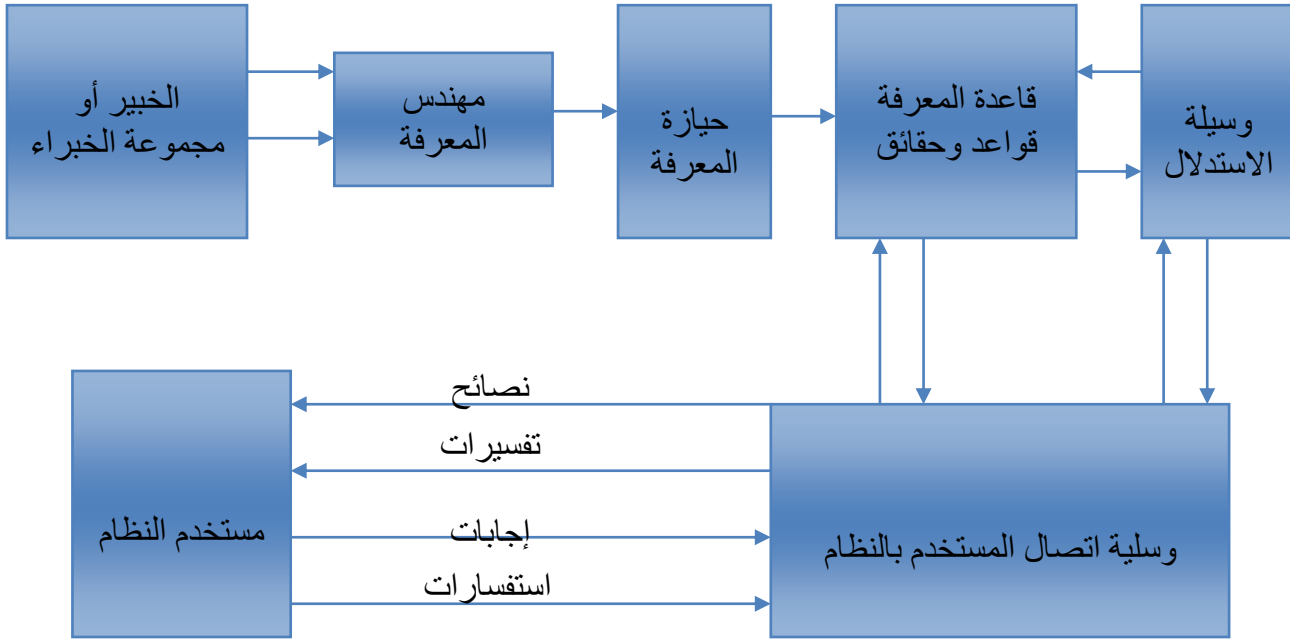 الخبير أو
مجموعة الخبراء
مهندس
المعرفة
حيازة
المعرفة
قاعدة المعرفة
قواعد وحقائق
وسيلة
الاستدلال
نصائح
تفسيرات
إجابات
استفسارات
مستخدم النظام
وسلية اتصال المستخدم بالنظام